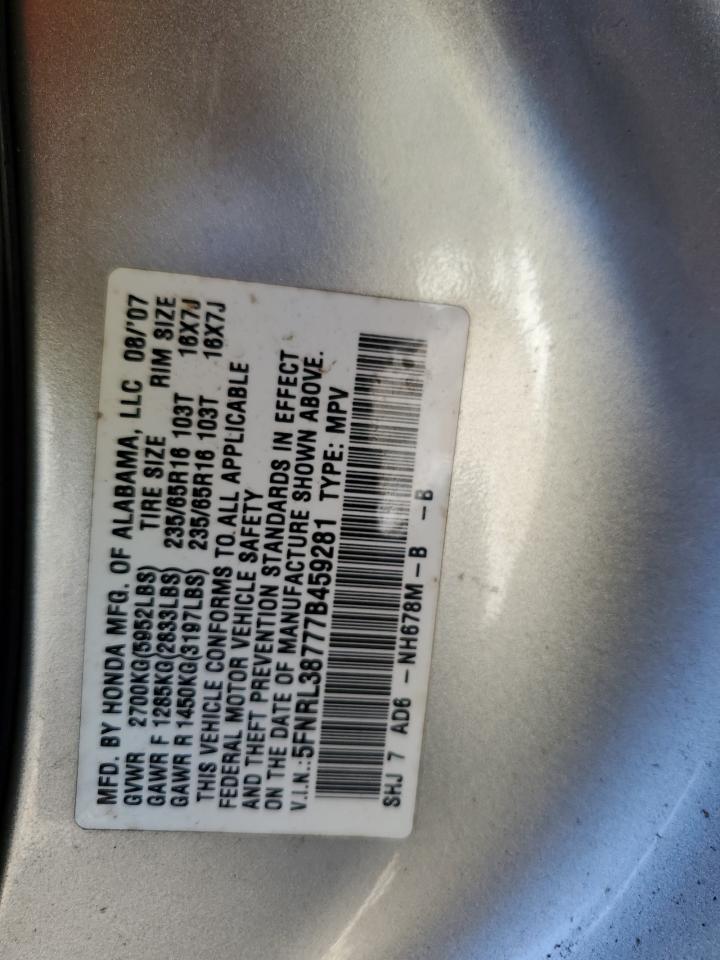 MFD. BY HONDA MFG. OF ALABAMA, LLC 08/'07
GVWR 2700KG(5952LBS) TIRE SIZE RIM SIZE
GAWR F 1285KG(2833LBS) 235/65R16 103T 16X7J
GAWR R 1450KG(3197LBS) 235/65R16 103T 16X7J
THIS VEHICLE CONFORMS TO ALL APPLICABLE
FEDERAL MOTOR VEHICLE SAFETY
AND THEFT PREVENTION STANDARDS IN EFFECT
ON THE DATE OF MANUFACTURE SHOWN ABOVE.
V.I.N.:5FNRL38777B459281 TYPE: MPV
SHJ 7 AD6 -NH678M-B -B